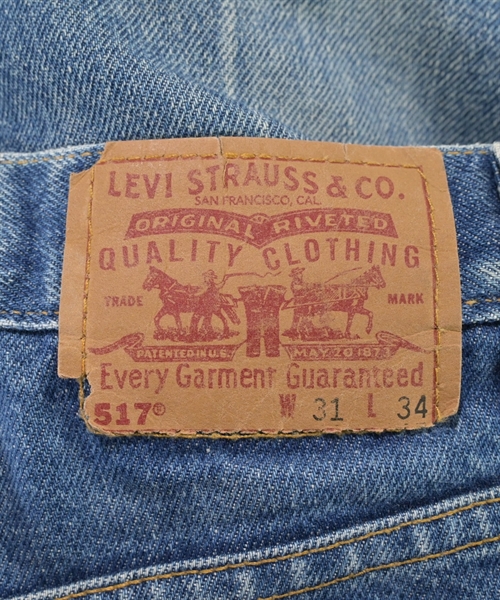 LEVI STRAUSS & CO.
SAN FRANCISCO, CAL.
ORIGINAL RIVETED
QUALITY CLOTHING
TRADE MARK
PATENTED IN U.S. MAY 20 1873
Every Garment Guaranteed
517® W 31 L 34